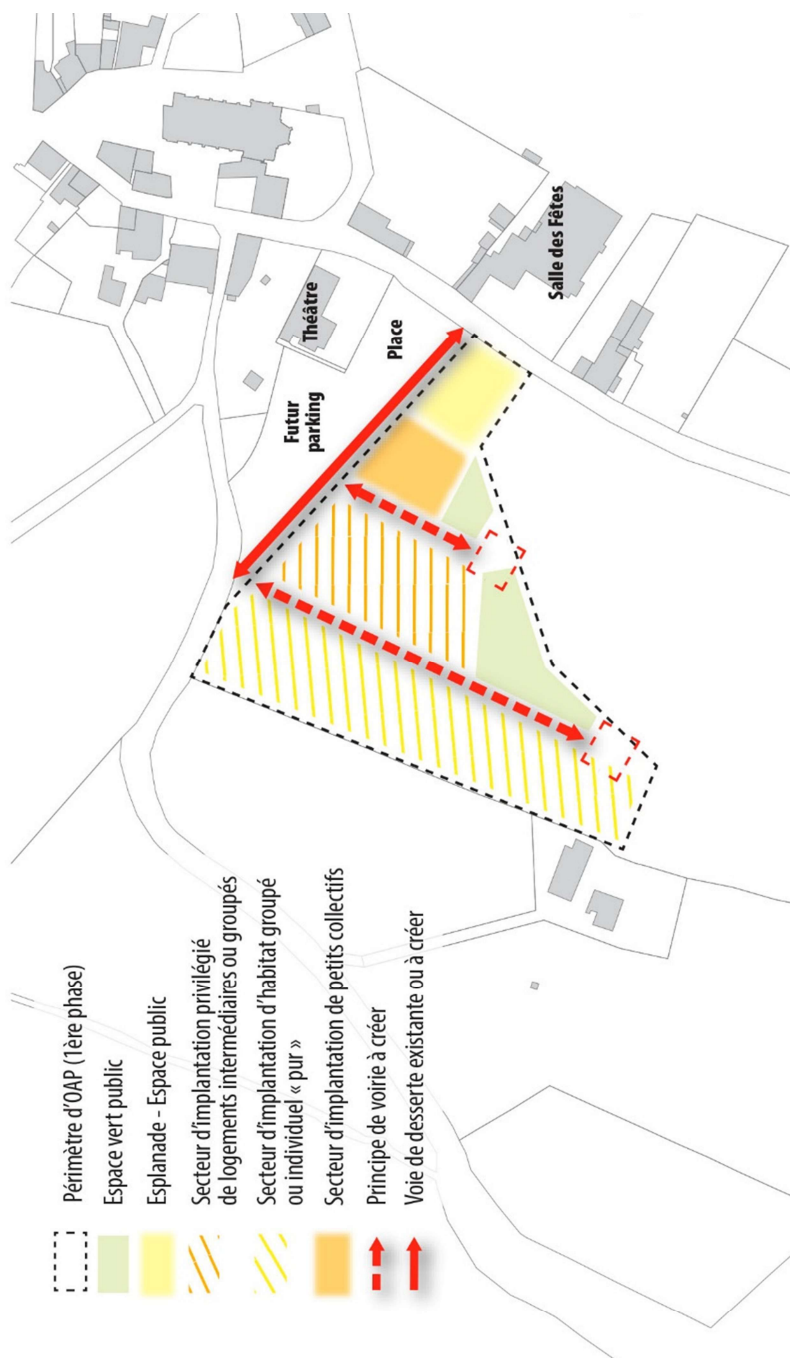 Périmètre d'OAP (1ère phase)
Espace vert public
Esplanade - Espace public
Secteur d'implantation privilégié
de logements intermédiaires ou groupés
Secteur d'implantation d'habitat groupé
ou individuel « pur »
Secteur d'implantation de petits collectifs
Principe de voirie à créer
Voie de desserte existante ou à créer
Futur
parking
Théâtre
Place
Salle des Fêtes